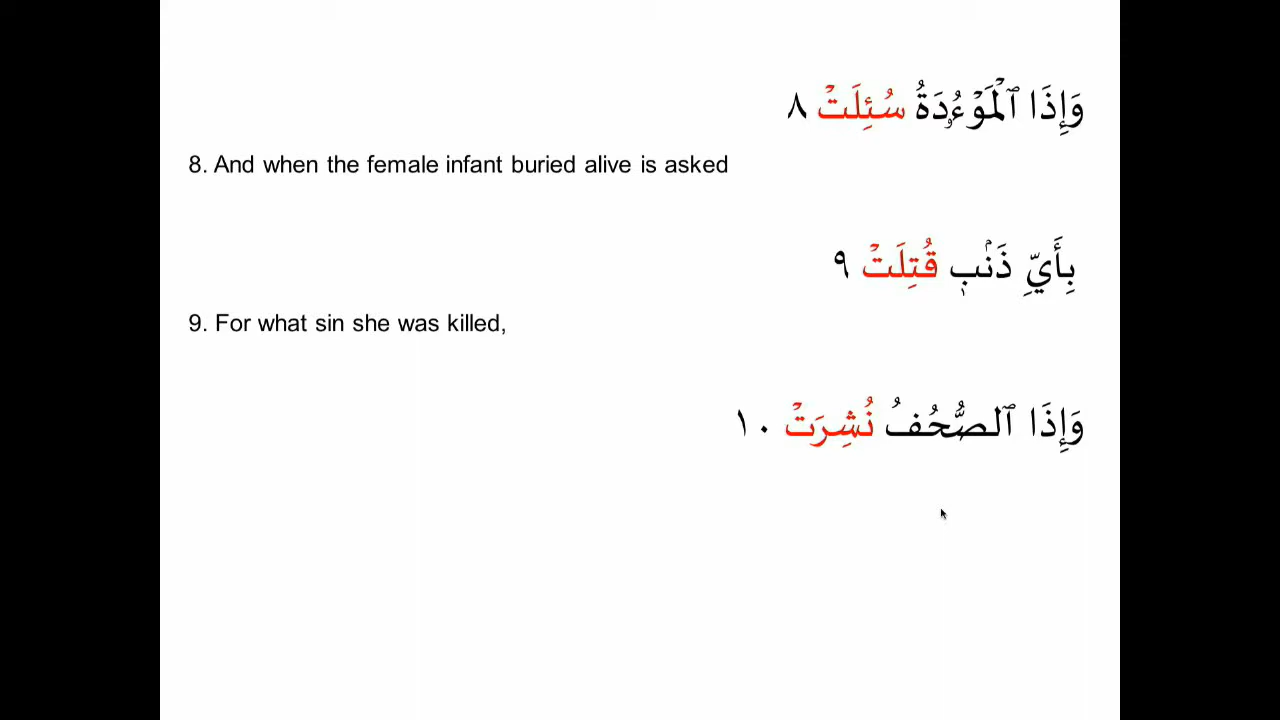 وَإِذَا ٱلْمَوْءُۥدَةُ سُئِلَتْ ٨
8. And when the female infant buried alive is asked
بِأَيِّ ذَنۢبٖ قُتِلَتْ ٩
9. For what sin she was killed,
وَإِذَا ٱلصُّحُفُ نُشِرَتْ ١٠